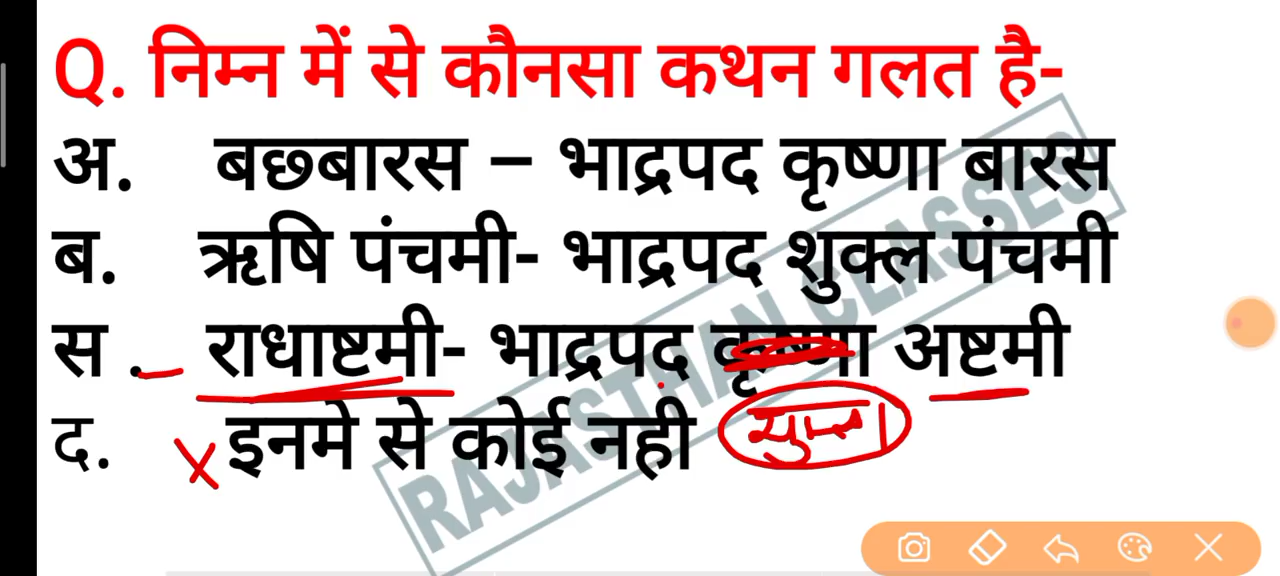 Q. निम्न में से कौनसा कथन गलत है-
अ. बछबारस – भाद्रपद कृष्णा बारस
ब. ऋषि पंचमी- भाद्रपद शुक्ल पंचमी
स . राधाष्टमी- भाद्रपद कृष्णा अष्टमी
द. इनमे से कोई नही
RAJASTHAN CLASSES